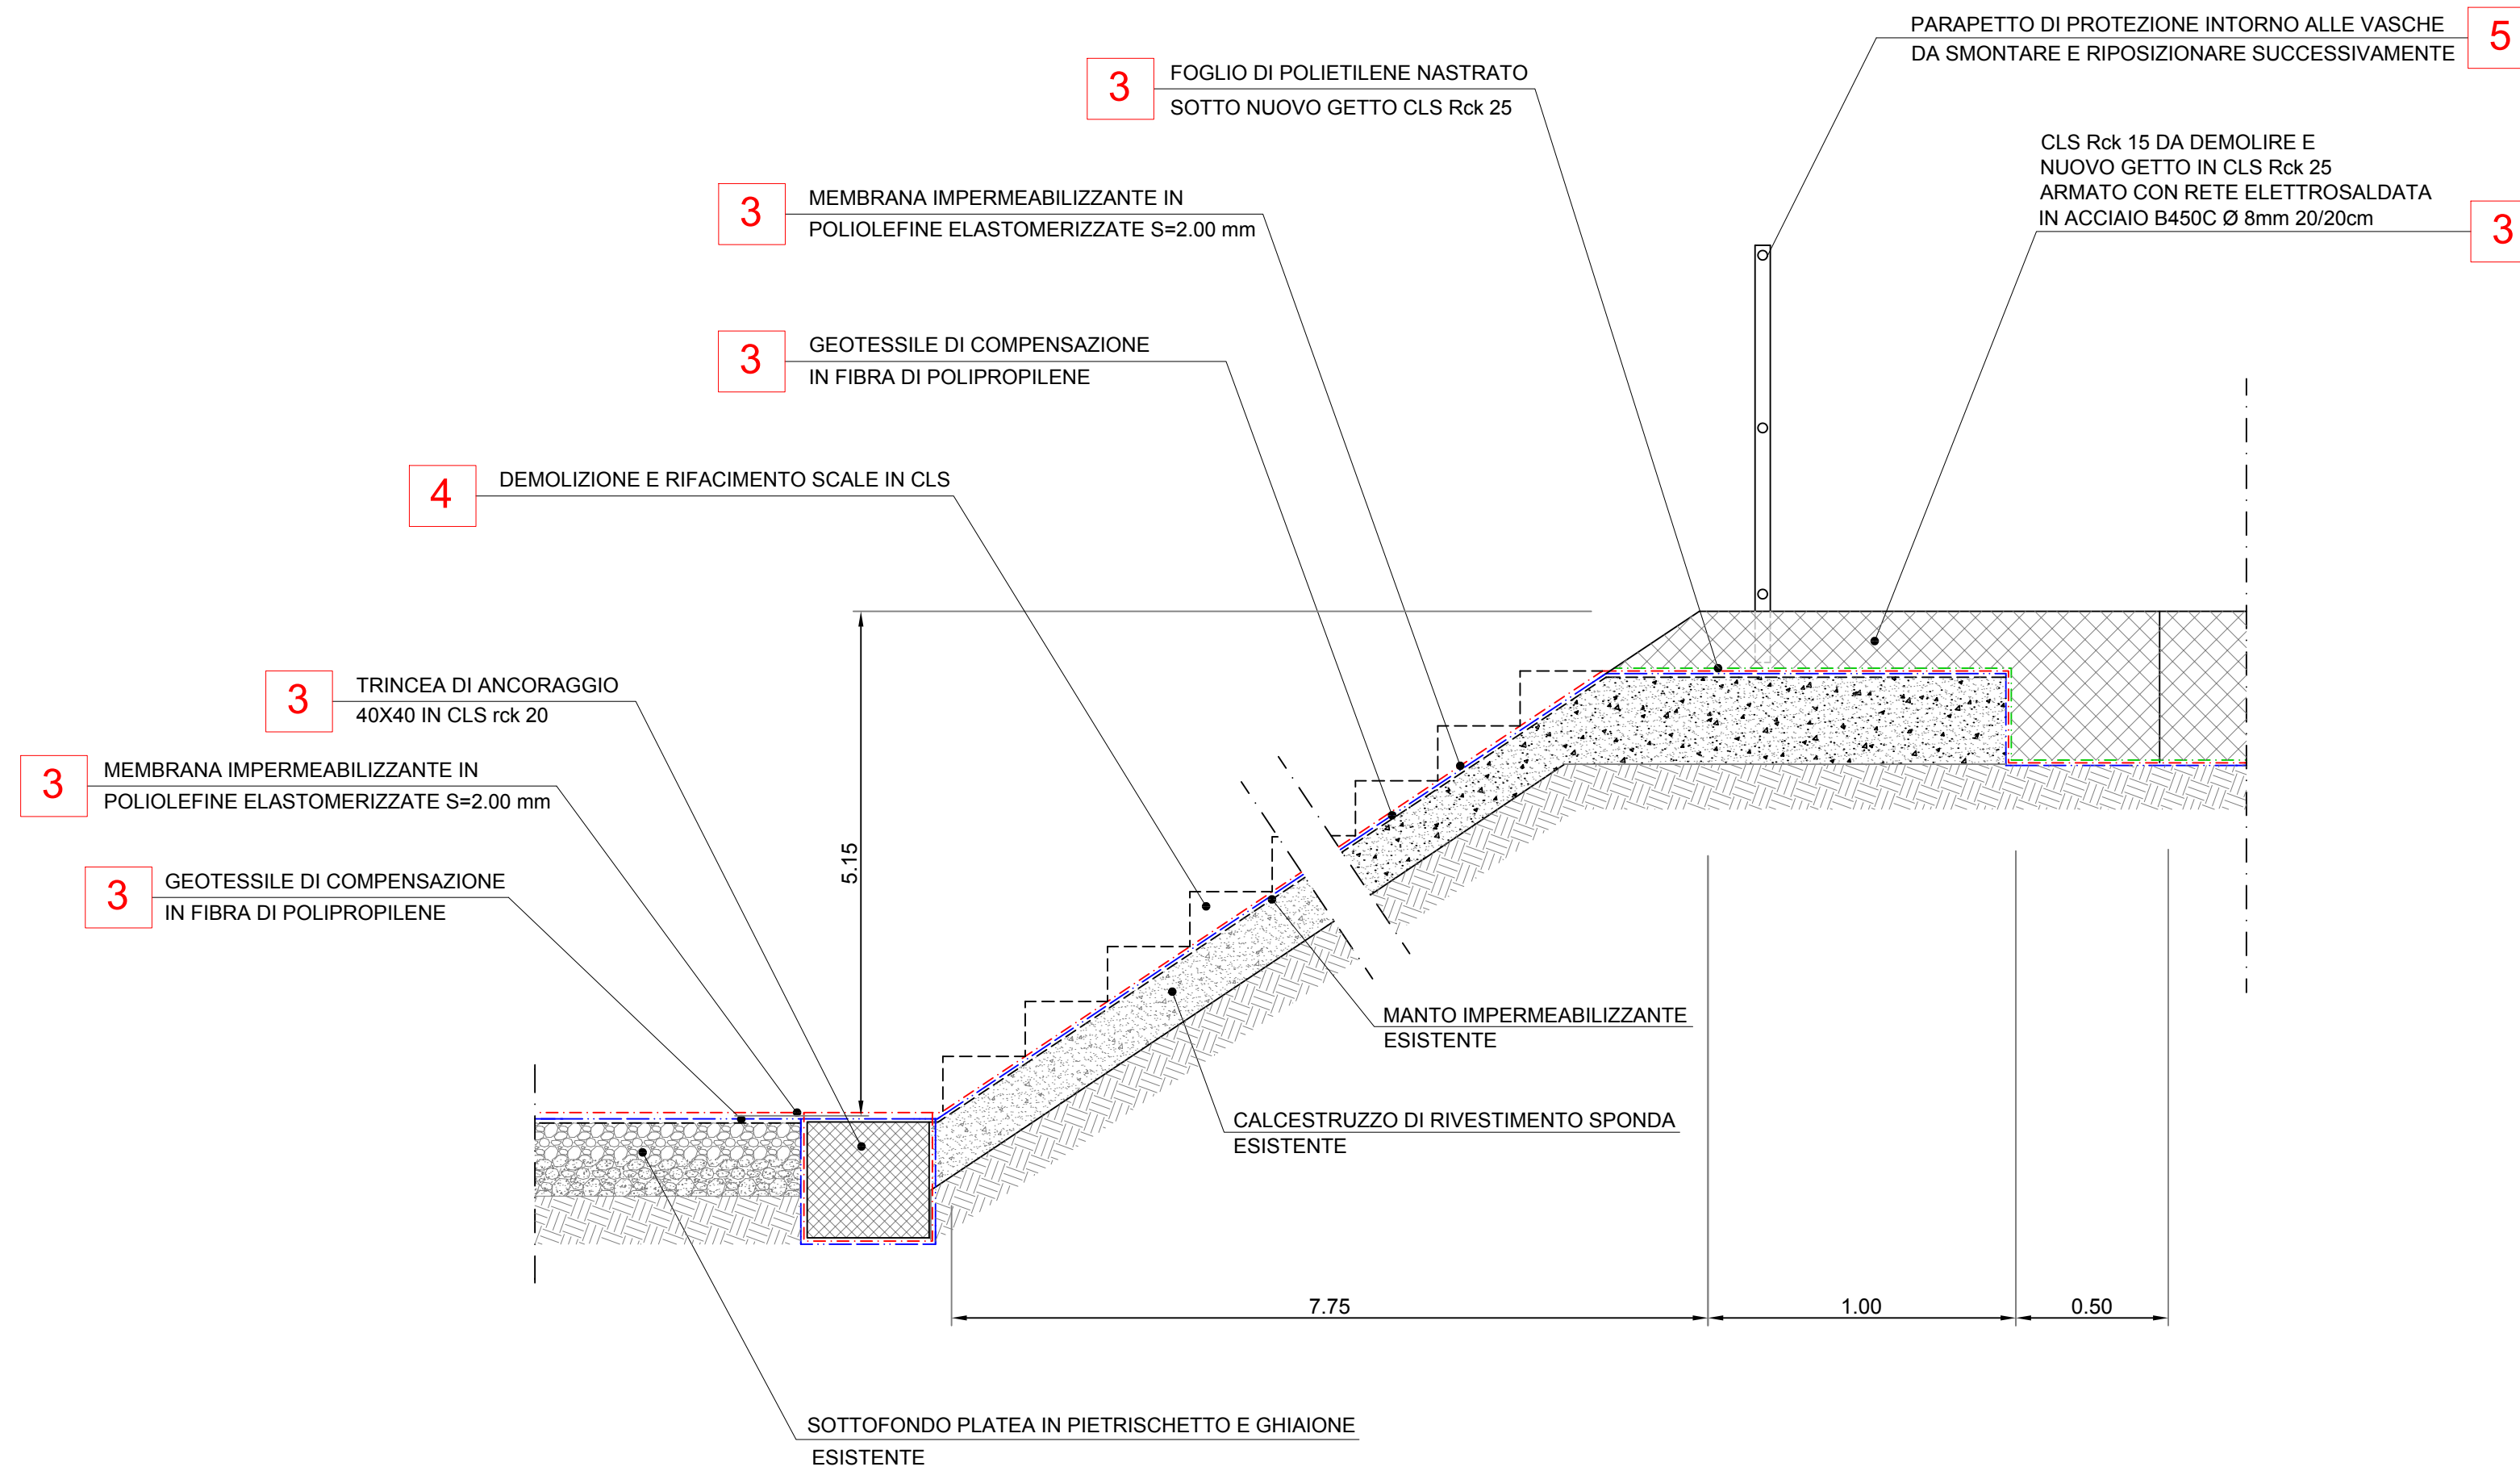 PARAPETTO DI PROTEZIONE INTORNO ALLE VASCHE
DA SMONTARE E RIPOSIZIONARE SUCCESSIVAMENTE
5
3
FOGLIO DI POLIETILENE NASTRATO
SOTTO NUOVO GETTO CLS Rck 25
CLS Rck 15 DA DEMOLIRE E
NUOVO GETTO IN CLS Rck 25
ARMATO CON RETE ELETTROSALDATA
IN ACCIAIO B450C Ø 8mm 20/20cm
3
3
MEMBRANA IMPERMEABILIZZANTE IN
POLIOLEFINE ELASTOMERIZZATE S=2.00 mm
3
GEOTESSILE DI COMPENSAZIONE
IN FIBRA DI POLIPROPILENE
4
DEMOLIZIONE E RIFACIMENTO SCALE IN CLS
3
TRINCEA DI ANCORAGGIO
40X40 IN CLS rck 20
3
MEMBRANA IMPERMEABILIZZANTE IN
POLIOLEFINE ELASTOMERIZZATE S=2.00 mm
3
GEOTESSILE DI COMPENSAZIONE
IN FIBRA DI POLIPROPILENE
5.15
MANTO IMPERMEABILIZZANTE
ESISTENTE
CALCESTRUZZO DI RIVESTIMENTO SPONDA
ESISTENTE
7.75
1.00
0.50
SOTTOFONDO PLATEA IN PIETRISCHETTO E GHIAIONE
ESISTENTE